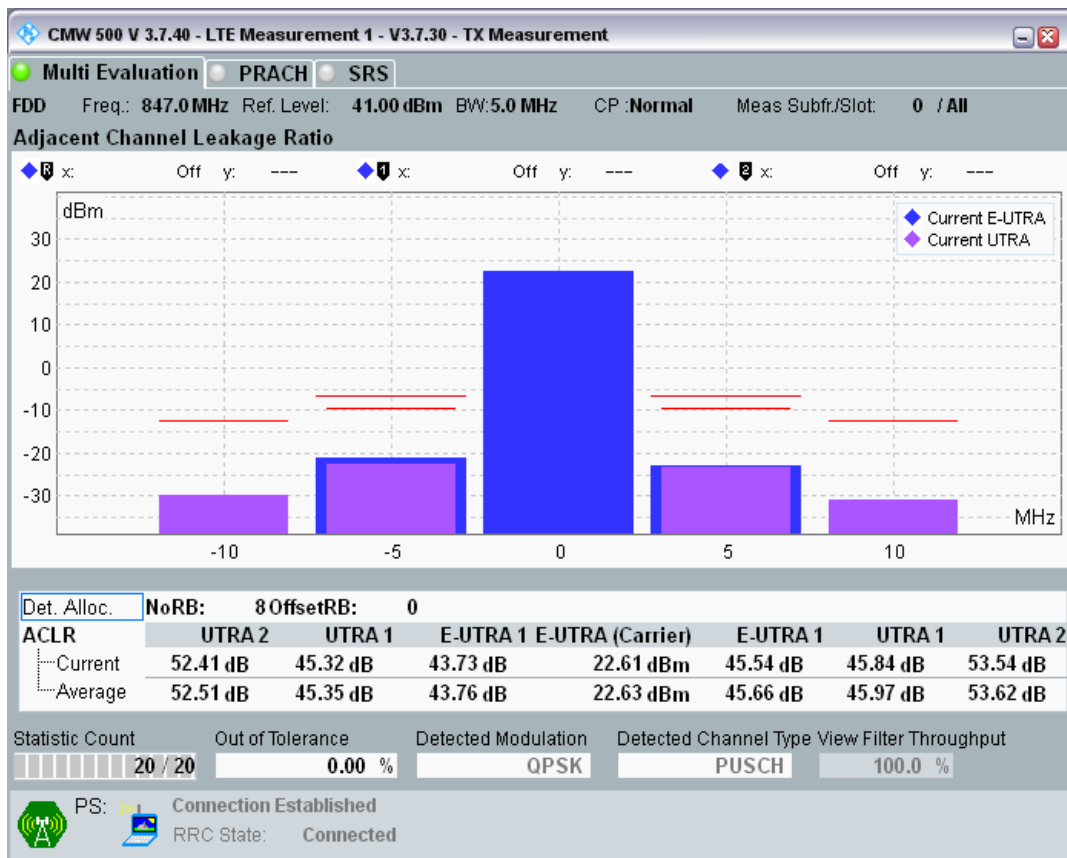 CMW 500 V 3.7.40 - LTE Measurement 1 - V3.7.30 - TX Measurement
Multi Evaluation PRACH SRS
FDD Freq.: 847.0 MHz Ref. Level: 41.00 dBm BW:5.0 MHz CP :Normal Meas Subfr./Slot: 0 / All
Adjacent Channel Leakage Ratio
R x: Off y: --- 1 x: Off y: --- 2 x: Off y: ---
dBm
Current E-UTRA
Current UTRA
30
20
10
0
-10
-20
-30
MHz
-10 -5 0 5 10
Det. Alloc. NoRB: 8 OffsetRB: 0
ACLR UTRA 2 UTRA 1 E-UTRA 1 E-UTRA (Carrier) E-UTRA 1 UTRA 1 UTRA 2
Current 52.41 dB 45.32 dB 43.73 dB 22.61 dBm 45.54 dB 45.84 dB 53.54 dB
Average 52.51 dB 45.35 dB 43.76 dB 22.63 dBm 45.66 dB 45.97 dB 53.62 dB
Statistic Count Out of Tolerance Detected Modulation Detected Channel Type View Filter Throughput
20 / 20 0.00 % QPSK PUSCH 100.0 %
PS: Connection Established
RRC State: Connected